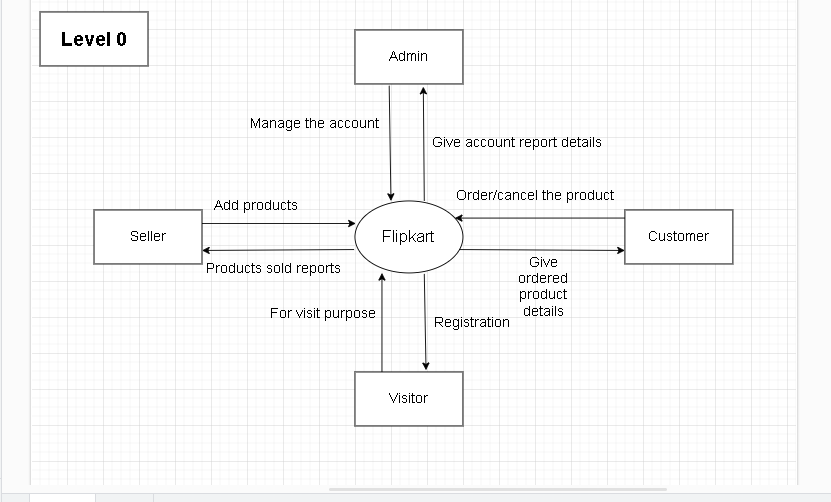 Level 0
Admin
Manage the account
Give account report details
Order/cancel the product
Add products
Seller
Flipkart
Customer
Products sold reports
Give
ordered
product
details
For visit purpose
Registration
Visitor